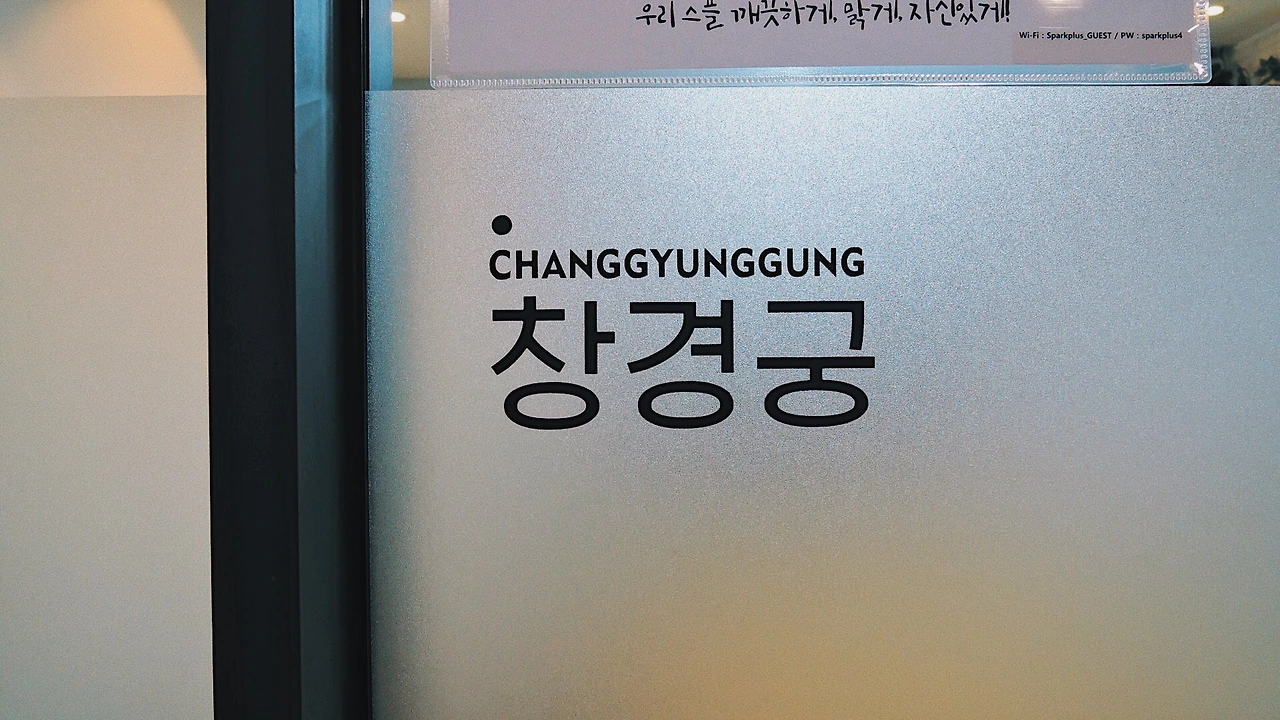 우리 스플 깨끗하게, 맑게, 자신있게!
Wi-Fi : Sparkplus_GUEST / PW : sparkplus4
CHANGGYUNGGUNG
창경궁